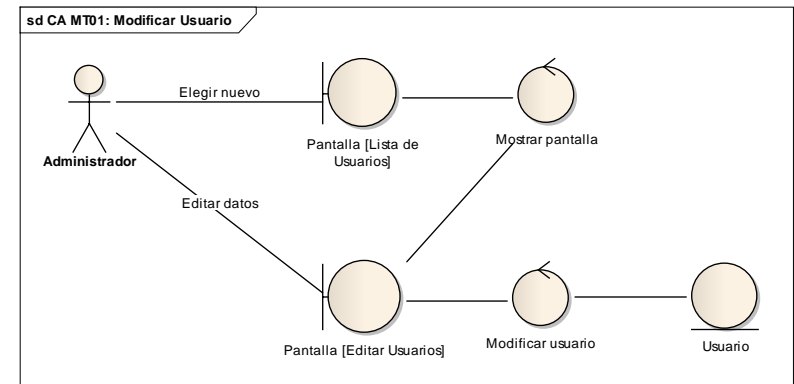 sd CA MT01: Modificar Usuario
Elegir nuevo
Pantalla [Lista de
Usuarios]
Mostrar pantalla
Administrador
Editar datos
Pantalla [Editar Usuarios]
Modificar usuario
Usuario